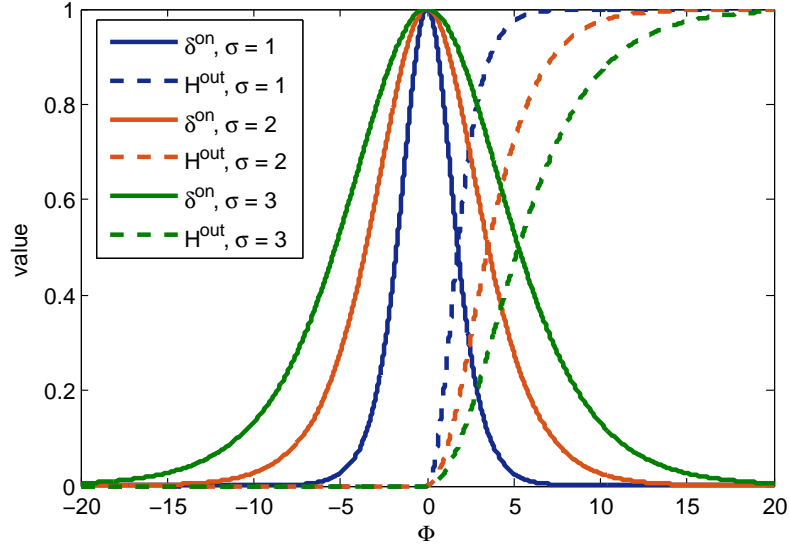 δ^on, σ = 1
H^out, σ = 1
δ^on, σ = 2
H^out, σ = 2
δ^on, σ = 3
H^out, σ = 3
value
1
0.8
0.6
0.4
0.2
0
−20 −15 −10 −5 0 5 10 15 20
Φ